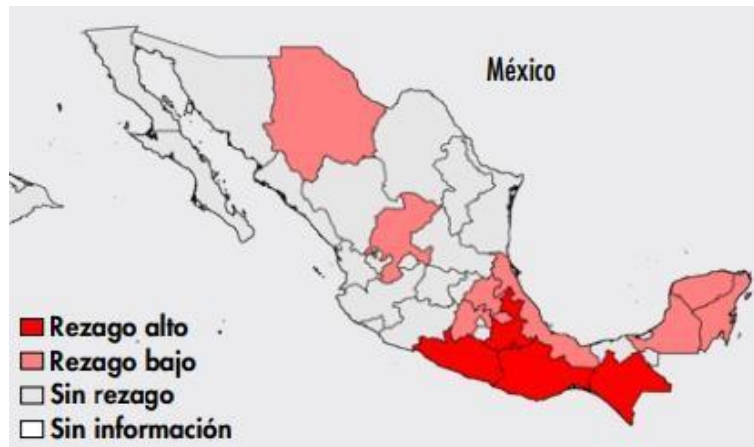 México
Rezago alto
Rezago bajo
Sin rezago
Sin información